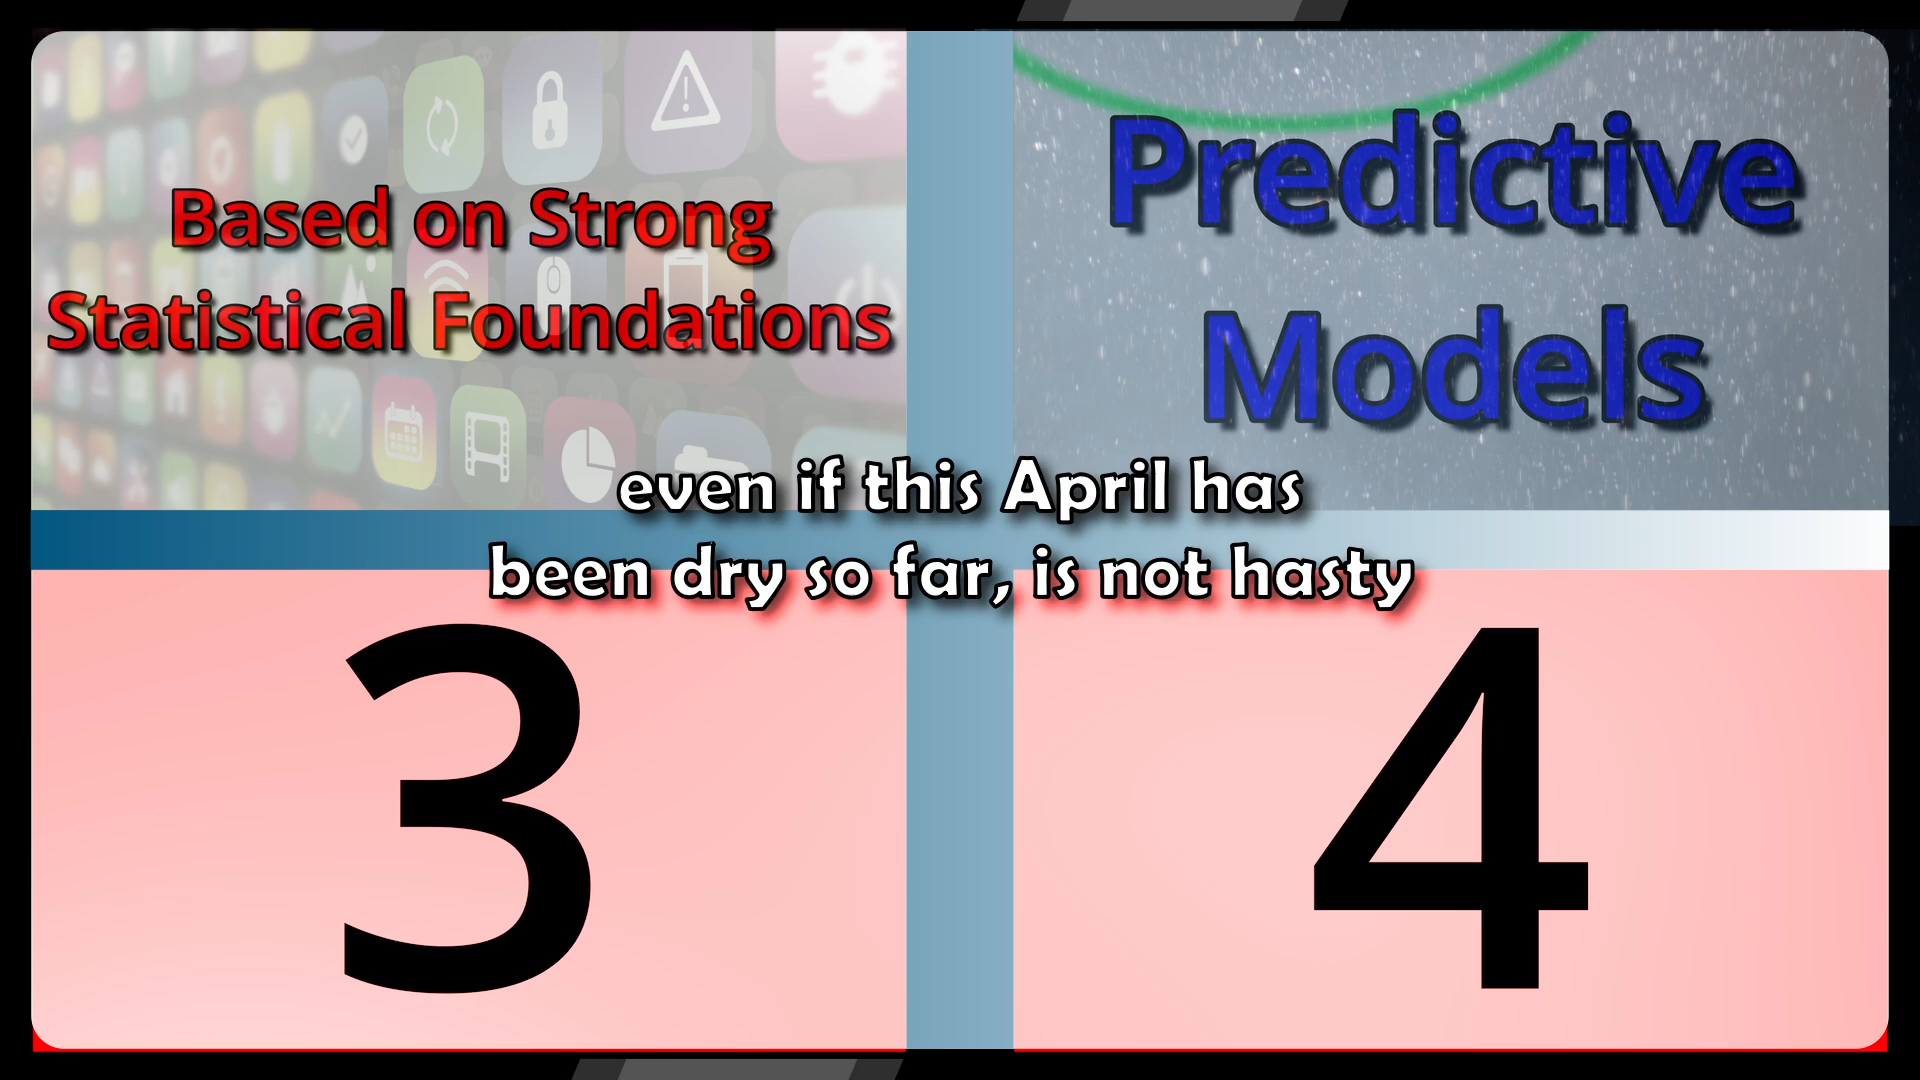 Based on Strong
Statistical Foundations
Predictive
Models
even if this April has
been dry so far, is not hasty
3
4